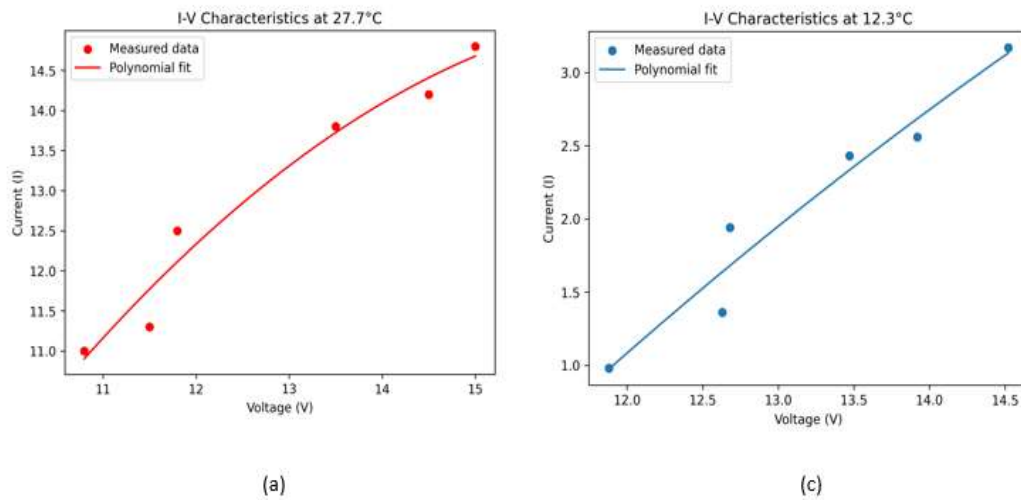 I-V Characteristics at 27.7°C
Measured data
Polynomial fit
14.5
14.0
13.5
13.0
12.5
12.0
11.5
11.0
Current (I)
11
12
13
14
15
Voltage (V)
(a)
I-V Characteristics at 12.3°C
Measured data
Polynomial fit
3.0
2.5
2.0
1.5
1.0
Current (I)
12.0
12.5
13.0
13.5
14.0
14.5
Voltage (V)
(c)